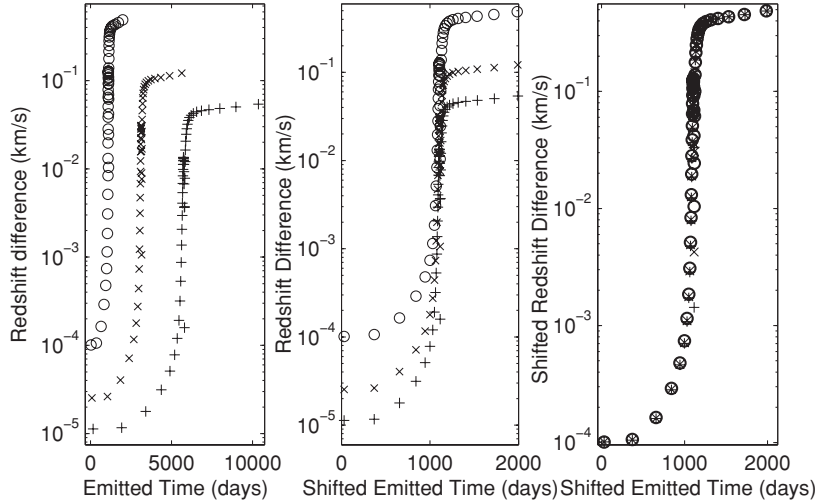 Redshift difference (km/s)
10^-1
10^-2
10^-3
10^-4
10^-5
0 5000 10000
Emitted Time (days)
Redshift Difference (km/s)
10^-1
10^-2
10^-3
10^-4
10^-5
0 1000 2000
Shifted Emitted Time (days)
Shifted Redshift Difference (km/s)
10^-1
10^-2
10^-3
10^-4
0 1000 2000
Shifted Emitted Time (days)